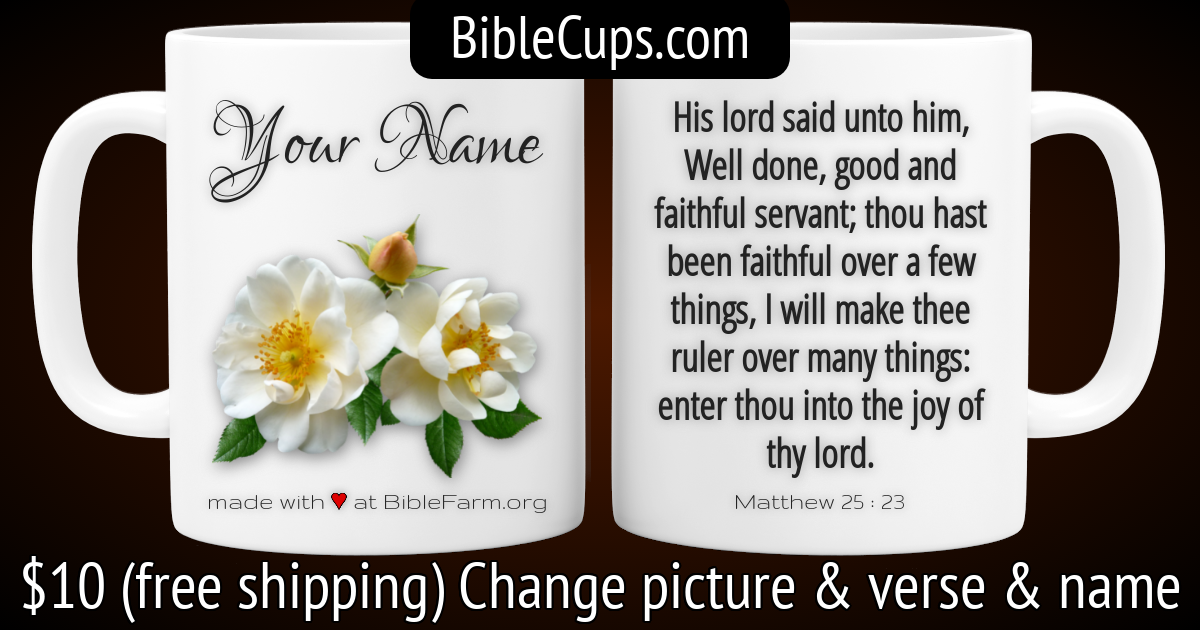 BibleCups.com
Your Name
made with ♥ at BibleFarm.org
His lord said unto him,
Well done, good and
faithful servant; thou hast
been faithful over a few
things, I will make thee
ruler over many things:
enter thou into the joy of
thy lord.
Matthew 25 : 23
$10 (free shipping) Change picture & verse & name